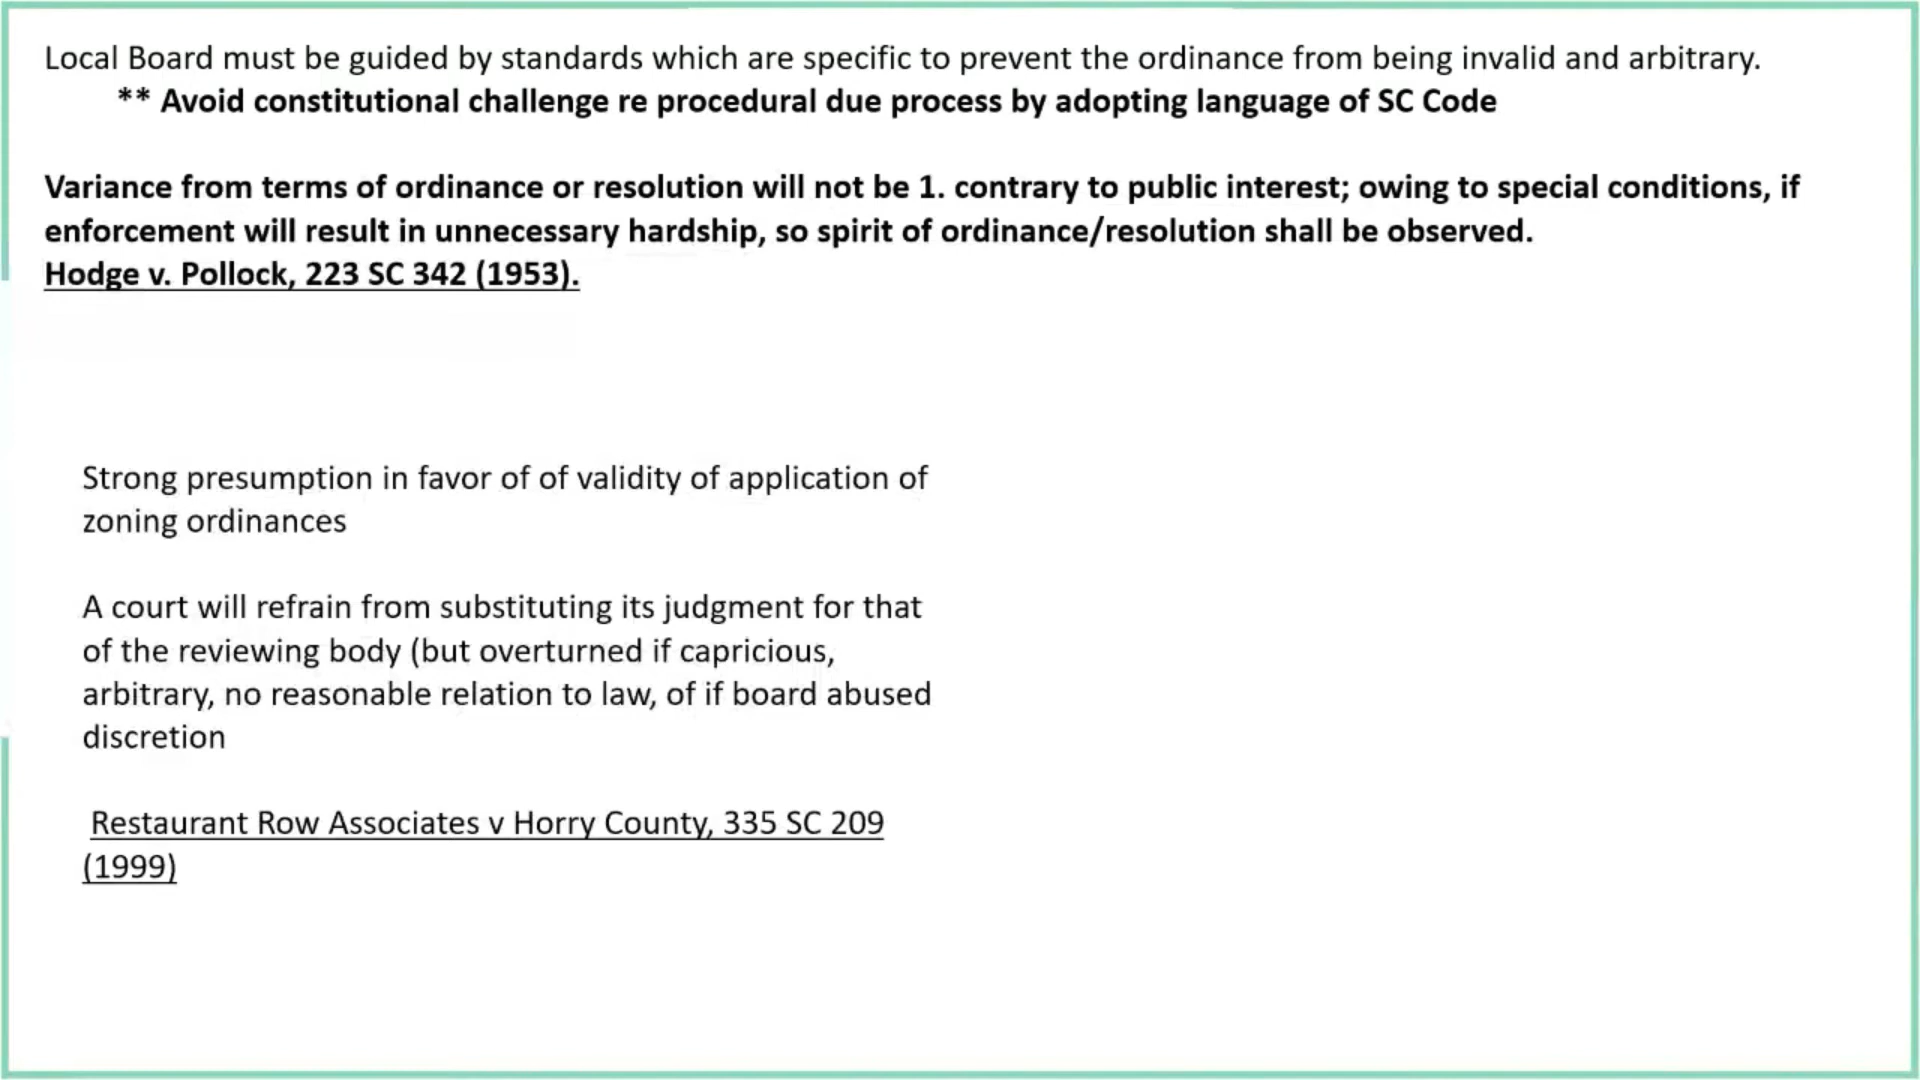 Local Board must be guided by standards which are specific to prevent the ordinance from being invalid and arbitrary.
** Avoid constitutional challenge re procedural due process by adopting language of SC Code
Variance from terms of ordinance or resolution will not be 1. contrary to public interest; owing to special conditions, if
enforcement will result in unnecessary hardship, so spirit of ordinance/resolution shall be observed.
Hodge v. Pollock, 223 SC 342 (1953).
Strong presumption in favor of of validity of application of
zoning ordinances
A court will refrain from substituting its judgment for that
of the reviewing body (but overturned if capricious,
arbitrary, no reasonable relation to law, of if board abused
discretion
Restaurant Row Associates v Horry County, 335 SC 209
(1999)